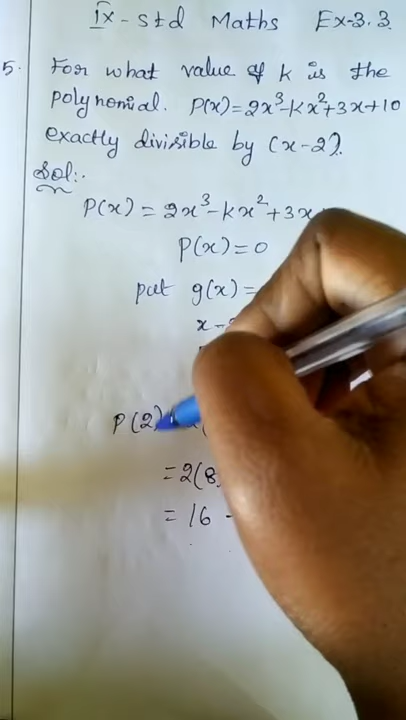 IX-std Maths Ex-3.3
5. For what value of k is the
polynomial. P(x)=2x³-kx²+3x+10
exactly divisible by (x-2).
Sol:-
P(x) = 2x³-kx²+3x
P(x)=0
put g(x)=
x-
P(2)
=2(8
= 16 -